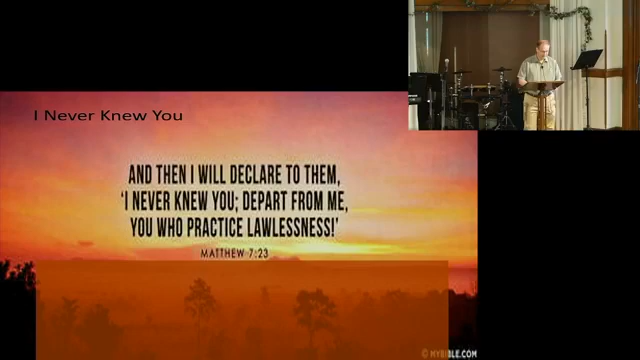 I Never Knew You
AND THEN I WILL DECLARE TO THEM,
'I NEVER KNEW YOU; DEPART FROM ME,
YOU WHO PRACTICE LAWLESSNESS!'
MATTHEW 7:23
© MYBIBLE.COM